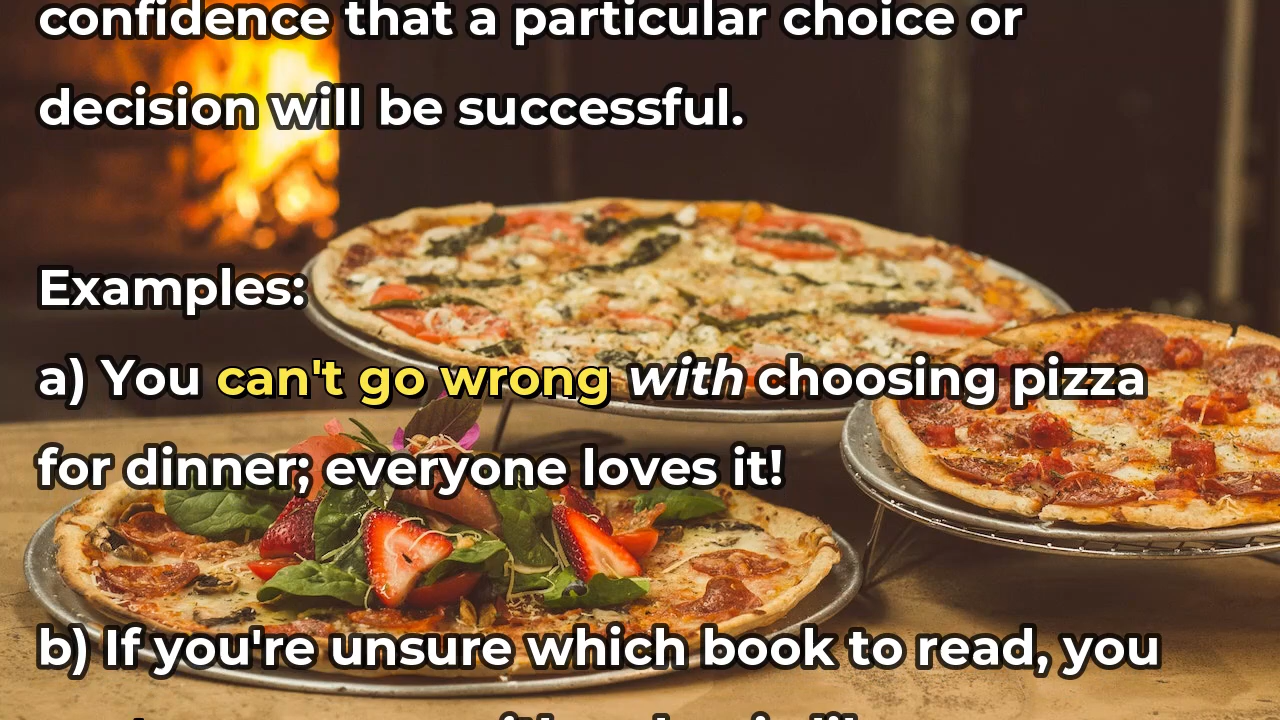 confidence that a particular choice or
decision will be successful.
Examples:
a) You can't go wrong with choosing pizza
for dinner; everyone loves it!
b) If you're unsure which book to read, you